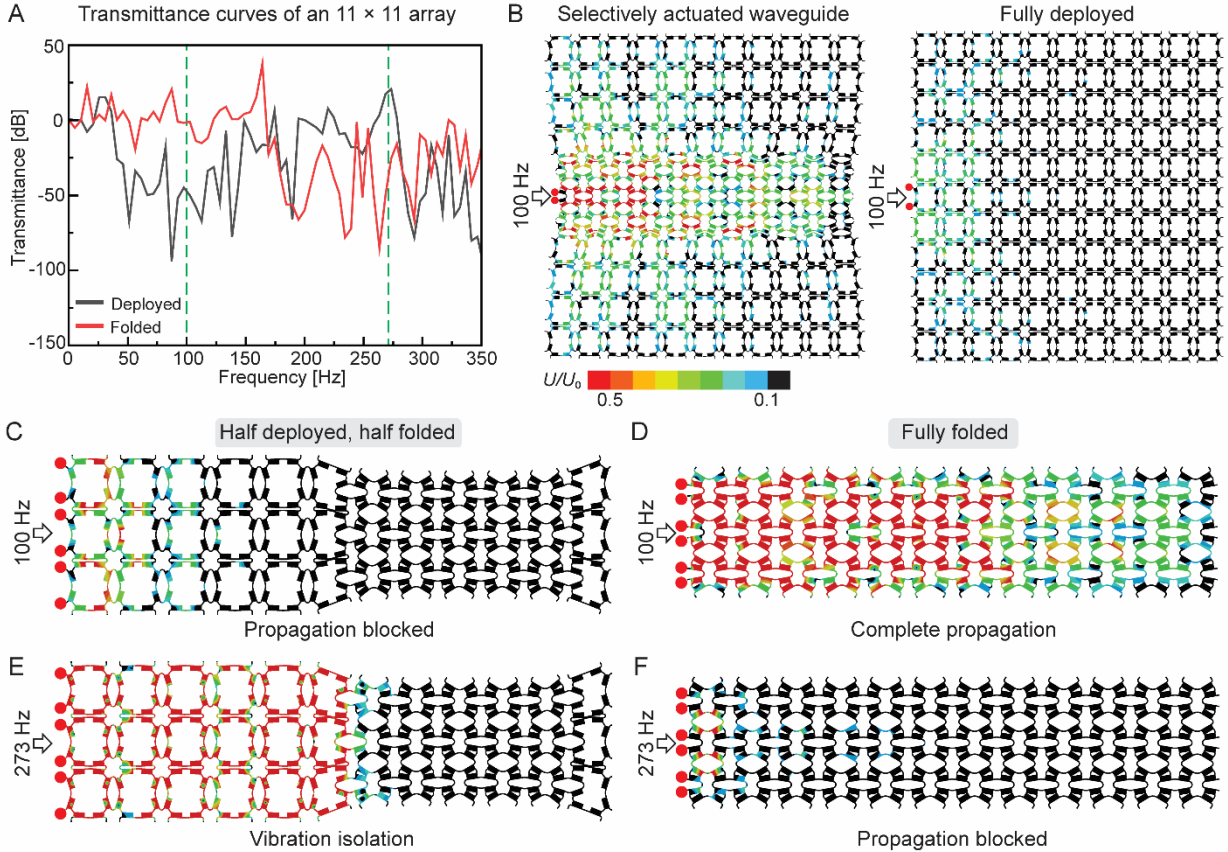 A
Transmittance curves of an 11 × 11 array
Transmittance [dB]
50
0
-50
-100
-150
Deployed
Folded
0
50
100
150
200
250
300
350
Frequency [Hz]
B
Selectively actuated waveguide
Fully deployed
100 Hz
100 Hz
U/U0
0.5
0.1
C
Half deployed, half folded
100 Hz
Propagation blocked
D
Fully folded
100 Hz
Complete propagation
E
273 Hz
Vibration isolation
F
273 Hz
Propagation blocked